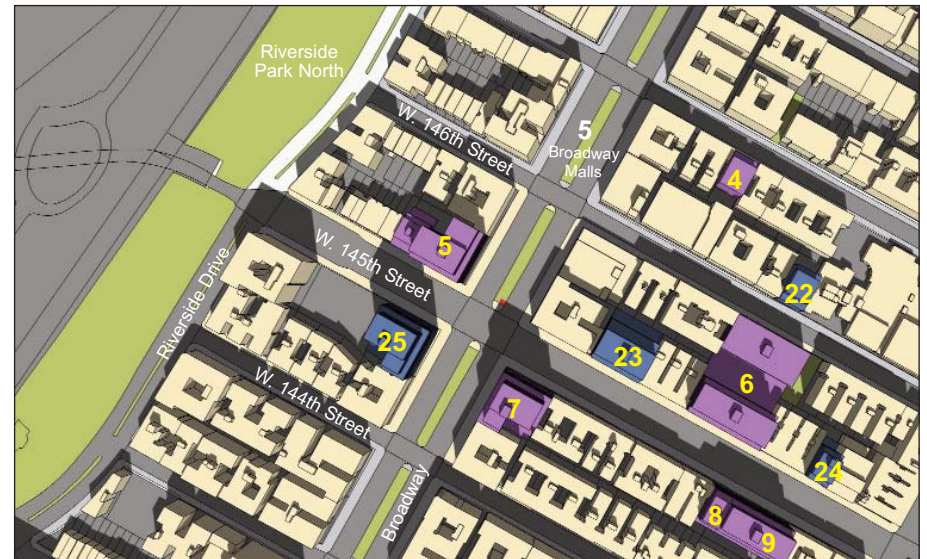 Riverside
Park North
W. 146th Street
5
Broadway
Malls
4
5
W. 145th Street
22
Riverside Drive
25
23
6
W. 144th Street
7
24
Broadway
8
9